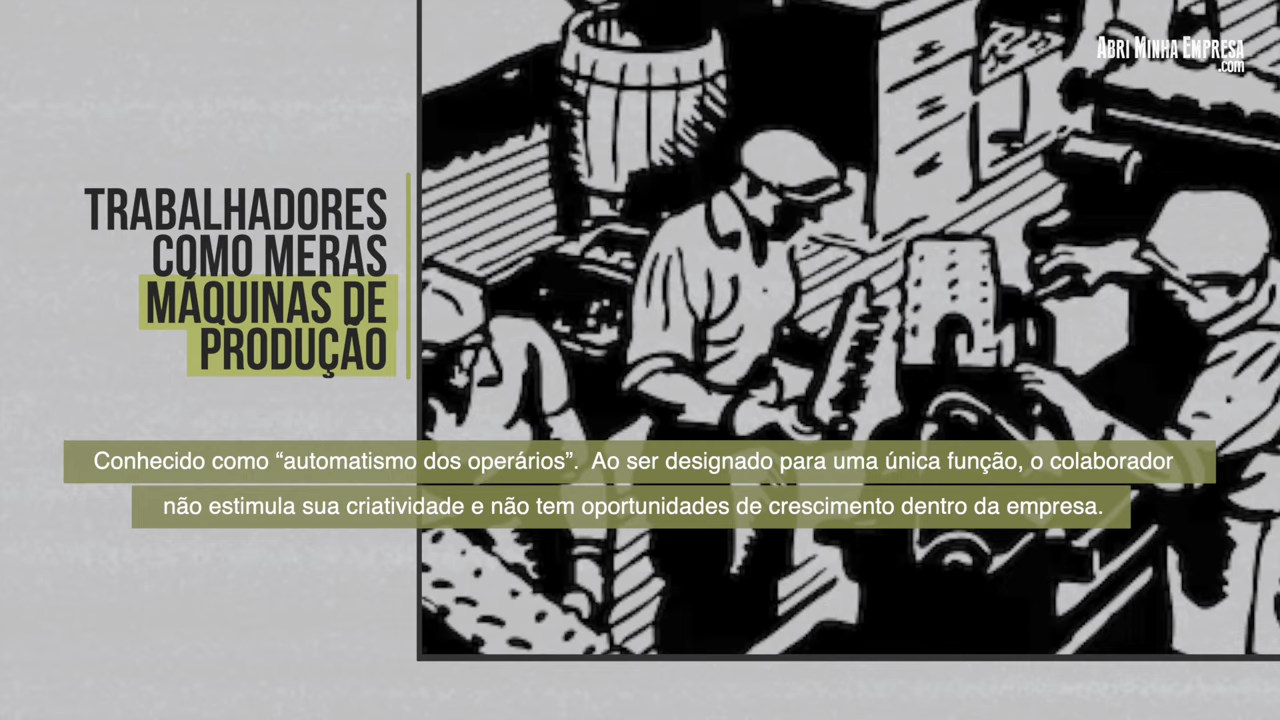 ABRI MINHA EMPRESA
.COM
TRABALHADORES
COMO MERAS
MÁQUINAS DE
PRODUÇÃO
Conhecido como “automatismo dos operários”.  Ao ser designado para uma única função, o colaborador
não estimula sua criatividade e não tem oportunidades de crescimento dentro da empresa.